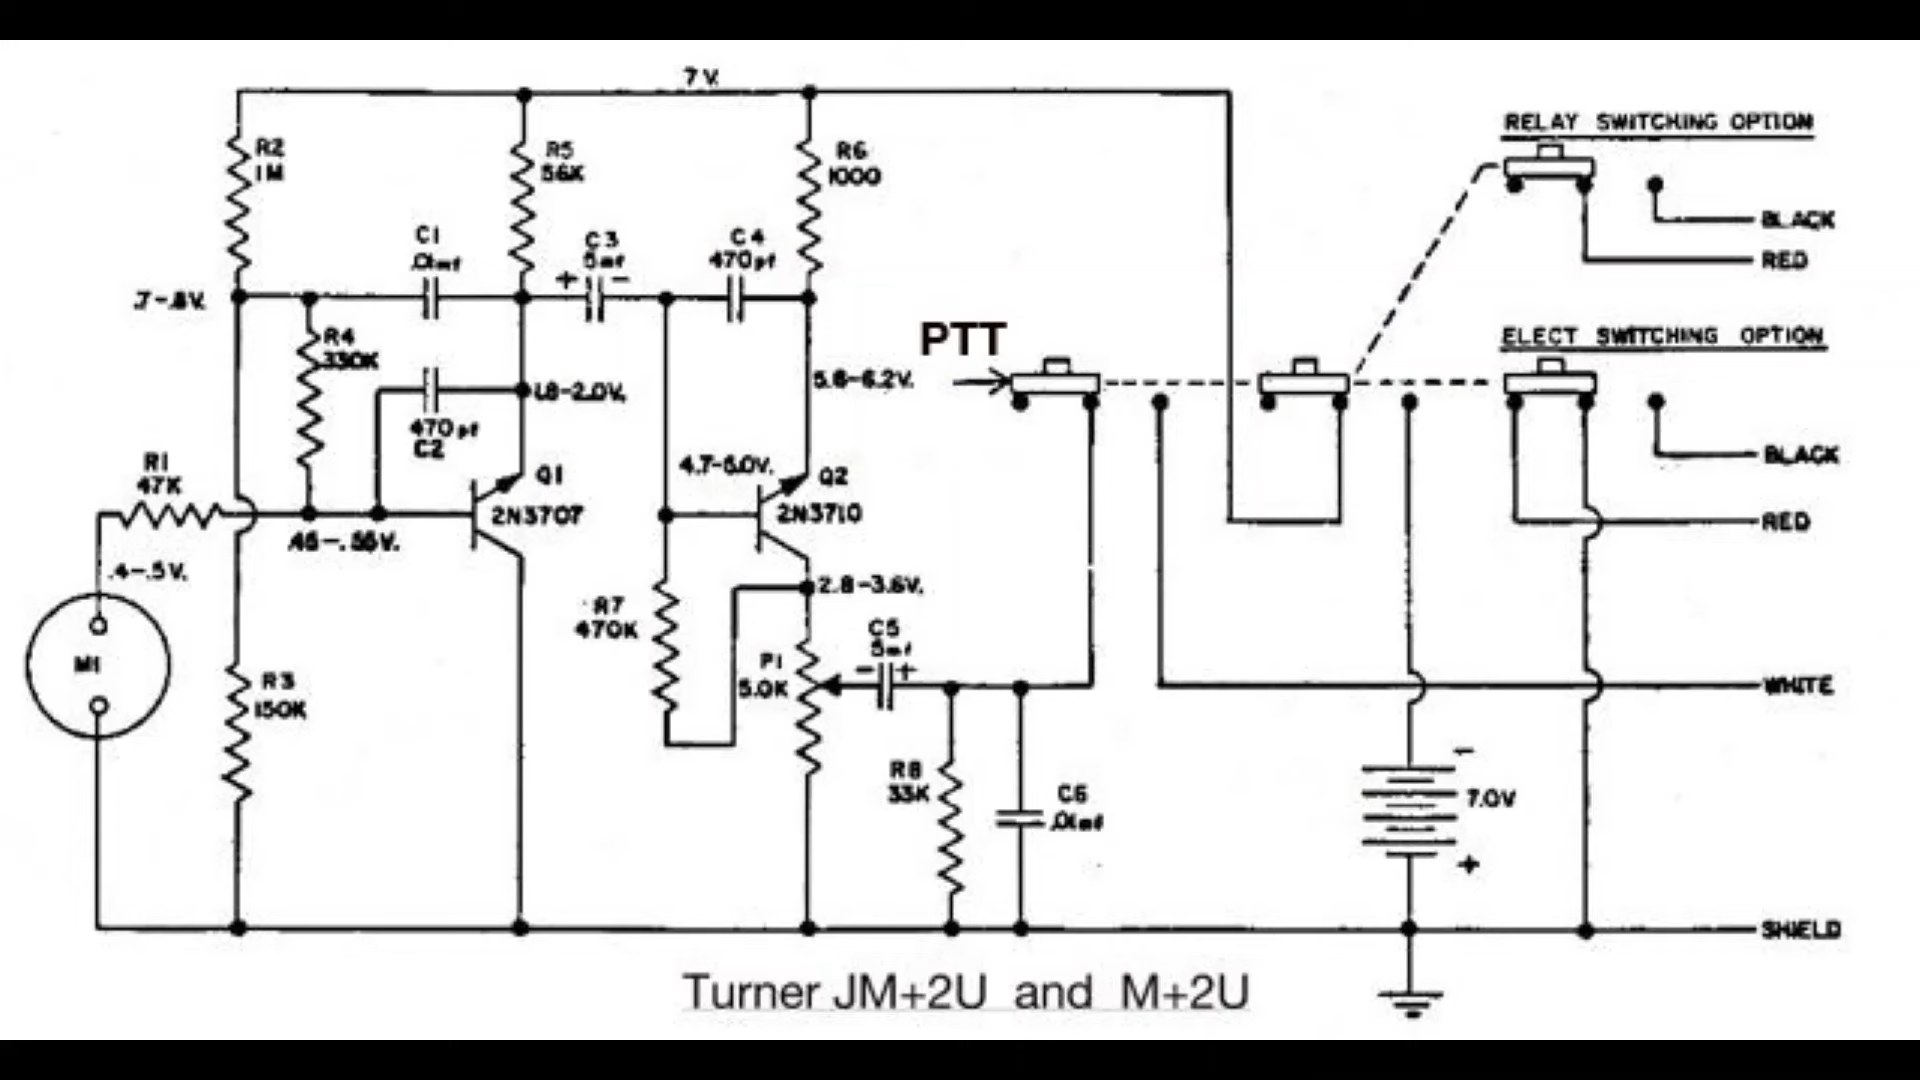 7 V.
RELAY SWITCHING OPTION
R2
1M
R5
56K
R6
1000
BLACK
RED
C1
.01mf
C3
5mf
+ -
C4
470pf
.7-.8V.
R4
330K
PTT
ELECT SWITCHING OPTION
5.8-6.2V.
1.8-2.0V.
470pf
C2
BLACK
R1
47K
4.7-5.0V.
Q1
2N3707
Q2
2N3710
RED
.45-.55V.
.4-.5V.
2.8-3.6V.
R7
470K
C5
5mf
- +
M1
P1
5.0K
R3
150K
WHITE
R8
33K
C6
.01mf
-
7.0V
+
SHIELD
Turner JM+2U and M+2U